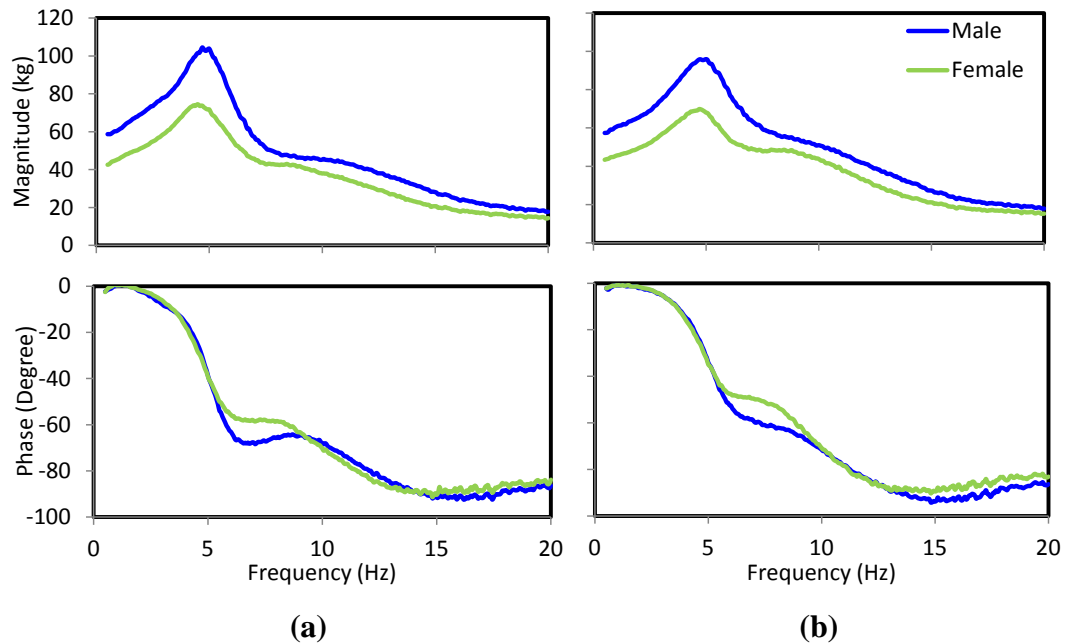 120
100
80
60
40
20
0
Magnitude (kg)
Male
Female
0
-20
-40
-60
-80
-100
Phase (Degree)
0 5 10 15 20
0 5 10 15 20
Frequency (Hz)
Frequency (Hz)
(a)
(b)